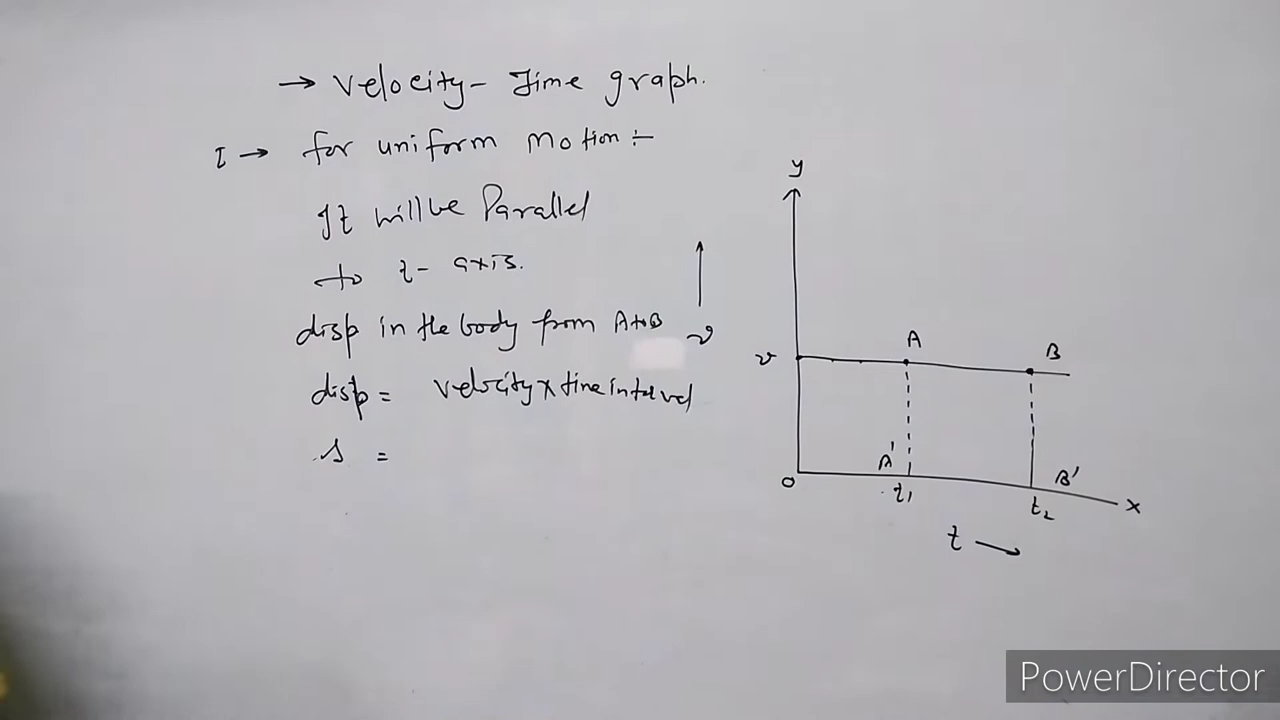 → Velocity - Time graph.
I → for uniform Motion :-
It will be Parallel
to t - axis.
disp in the body from A to B
disp = velocity x time interval
s =
y
v
v
A
B
A'
B'
o
t₁
t₂
x
t →
PowerDirector